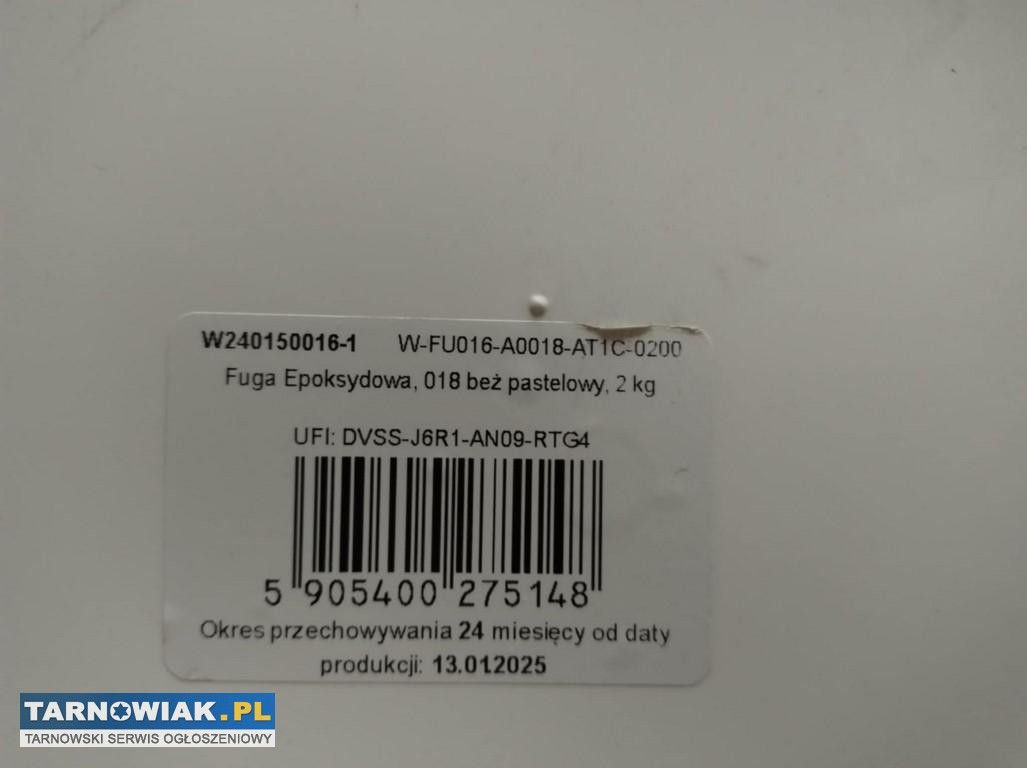 W240150016-1 W-FU016-A0018-AT1C-0200
Fuga Epoksydowa, 018 beż pastelowy, 2 kg
UFI: DVSS-J6R1-AN09-RTG4
5 905400 275148
Okres przechowywania 24 miesięcy od daty
produkcji: 13.01.2025
TARNOWIAK.PL
TARNOWSKI SERWIS OGŁOSZENIOWY